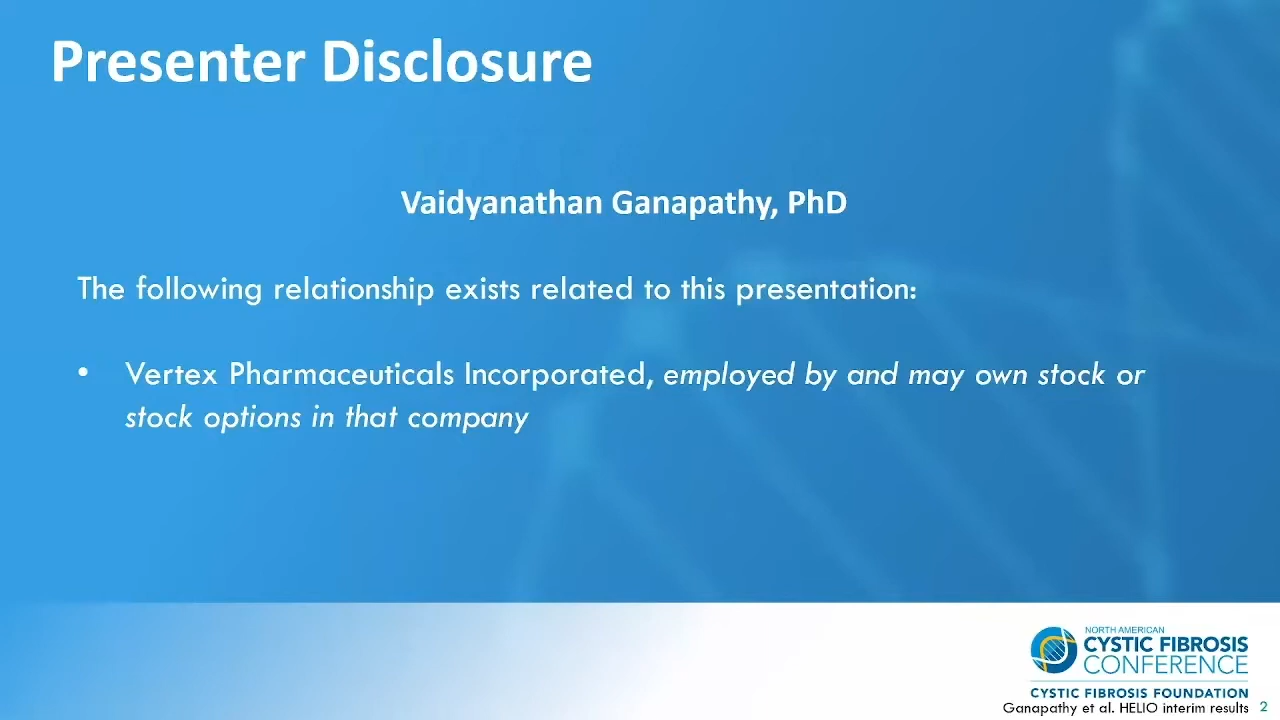 Presenter Disclosure
Vaidyanathan Ganapathy, PhD
The following relationship exists related to this presentation:
• Vertex Pharmaceuticals Incorporated, employed by and may own stock or
stock options in that company
NORTH AMERICAN
CYSTIC FIBROSIS
CONFERENCE
CYSTIC FIBROSIS FOUNDATION
Ganapathy et al. HELIO interim results 2